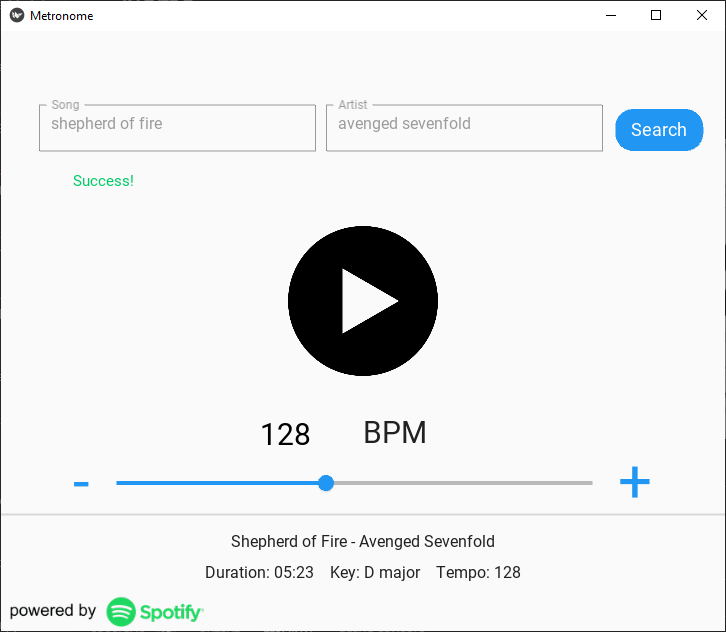 Metronome
Song
shepherd of fire
Artist
avenged sevenfold
Search
Success!
128 BPM
- +
Shepherd of Fire - Avenged Sevenfold
Duration: 05:23 Key: D major Tempo: 128
powered by Spotify